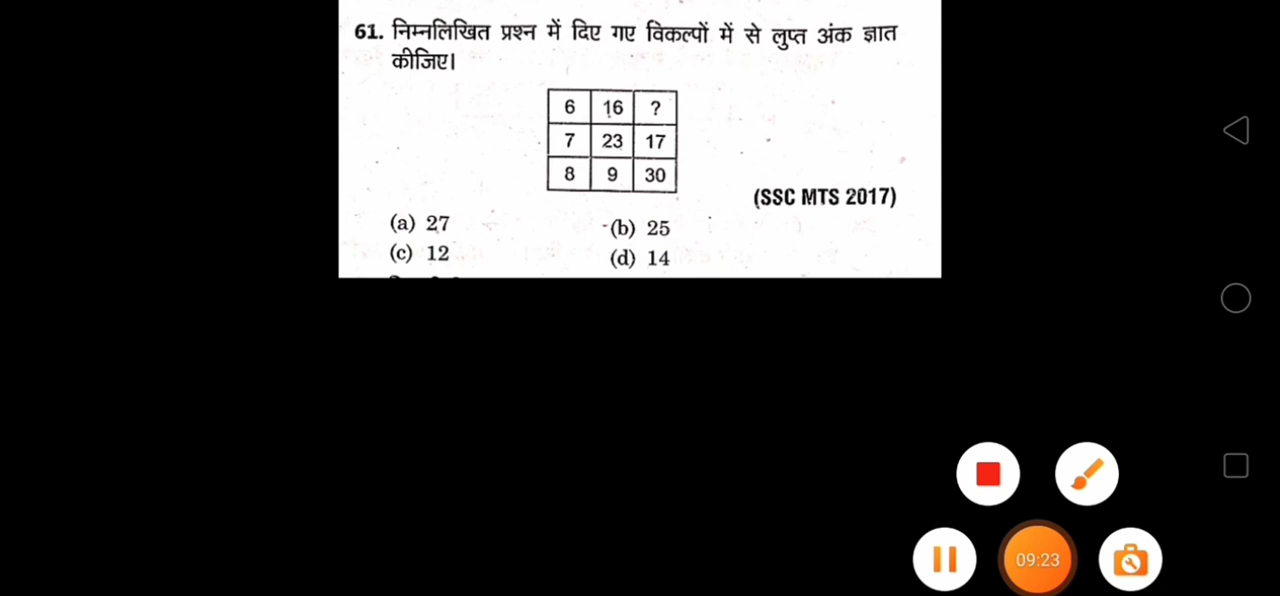 61. निम्नलिखित प्रश्न में दिए गए विकल्पों में से लुप्त अंक ज्ञात
कीजिए।
6 16 ?
7 23 17
8 9 30
(SSC MTS 2017)
(a) 27 (b) 25
(c) 12 (d) 14
09:23